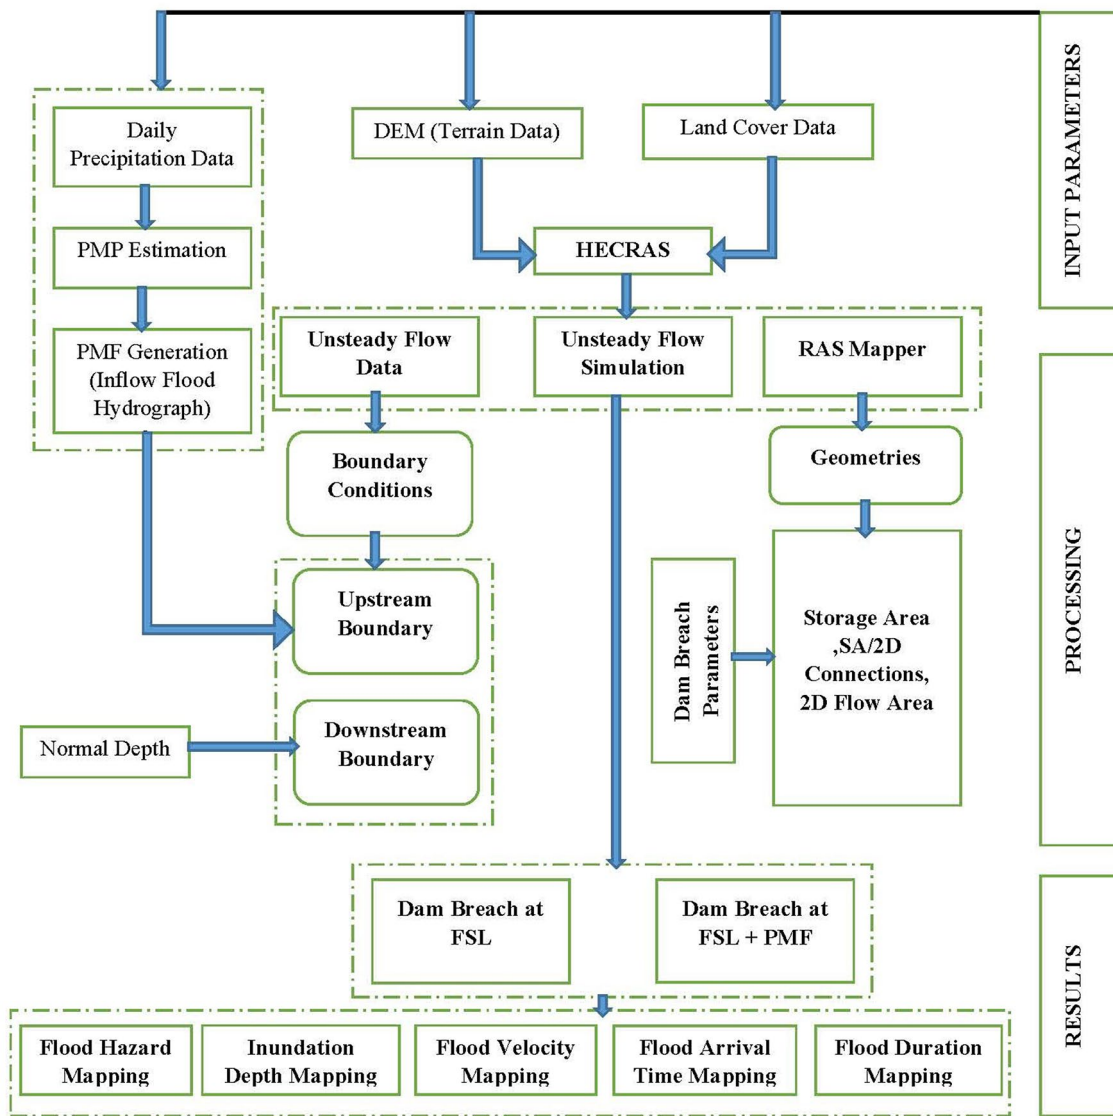 INPUT PARAMETERS
Daily
Precipitation Data
DEM (Terrain Data)
Land Cover Data
PMP Estimation
HECRAS
PMF Generation
(Inflow Flood
Hydrograph)
Unsteady Flow
Data
Unsteady Flow
Simulation
RAS Mapper
PROCESSING
Boundary
Conditions
Geometries
Upstream
Boundary
Dam Breach
Parameters
Storage Area
,SA/2D
Connections,
2D Flow Area
Normal Depth
Downstream
Boundary
RESULTS
Dam Breach at
FSL
Dam Breach at
FSL + PMF
Flood Hazard
Mapping
Inundation
Depth Mapping
Flood Velocity
Mapping
Flood Arrival
Time Mapping
Flood Duration
Mapping